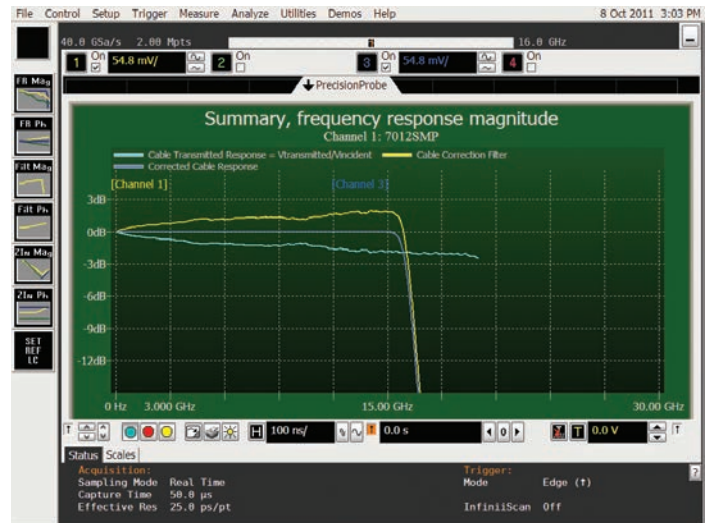 File Control Setup Trigger Measure Analyze Utilities Demos Help 8 Oct 2011 3:03 PM
40.0 GSa/s 2.00 Mpts 16.0 GHz
1 On 54.8 mV/ 2 On 3 On 54.8 mV/ 4 On
PrecisionProbe
FR Mag
FR Ph
Filt Mag
Filt Ph
ZIn Mag
ZIn Ph
SET
REF
LC
Summary, frequency response magnitude
Channel 1: 7012SMP
Cable Transmitted Response = Vtransmitted/Vincident Cable Correction Filter
Corrected Cable Response
[Channel 1] [Channel 3]
3dB
0dB
-3dB
-6dB
-9dB
-12dB
0 Hz 3.000 GHz 15.00 GHz 30.00 GHz
H 100 ns/ 0.0 s 0 T 0.0 V
Status Scales
Acquisition: Trigger:
Sampling Mode Real Time Mode Edge (↑)
Capture Time 50.0 µs
Effective Res 25.0 ps/pt InfiniiScan Off
?